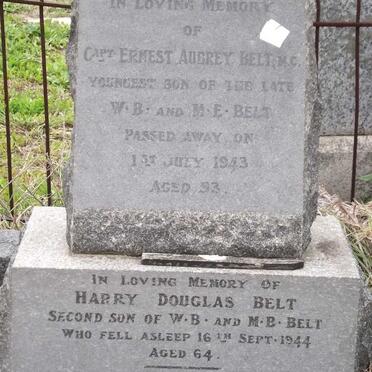 IN LOVING MEMORY
OF
CAPT ERNEST AUBREY BELT, M.C.
YOUNGEST SON OF THE LATE
W.B. AND M.E. BELT
PASSED AWAY ON
1ST JULY 1943
AGED 53.
IN LOVING MEMORY OF
HARRY DOUGLAS BELT
SECOND SON OF W.B. AND M.E. BELT
WHO FELL ASLEEP 16TH SEPT. 1944
AGED 64.